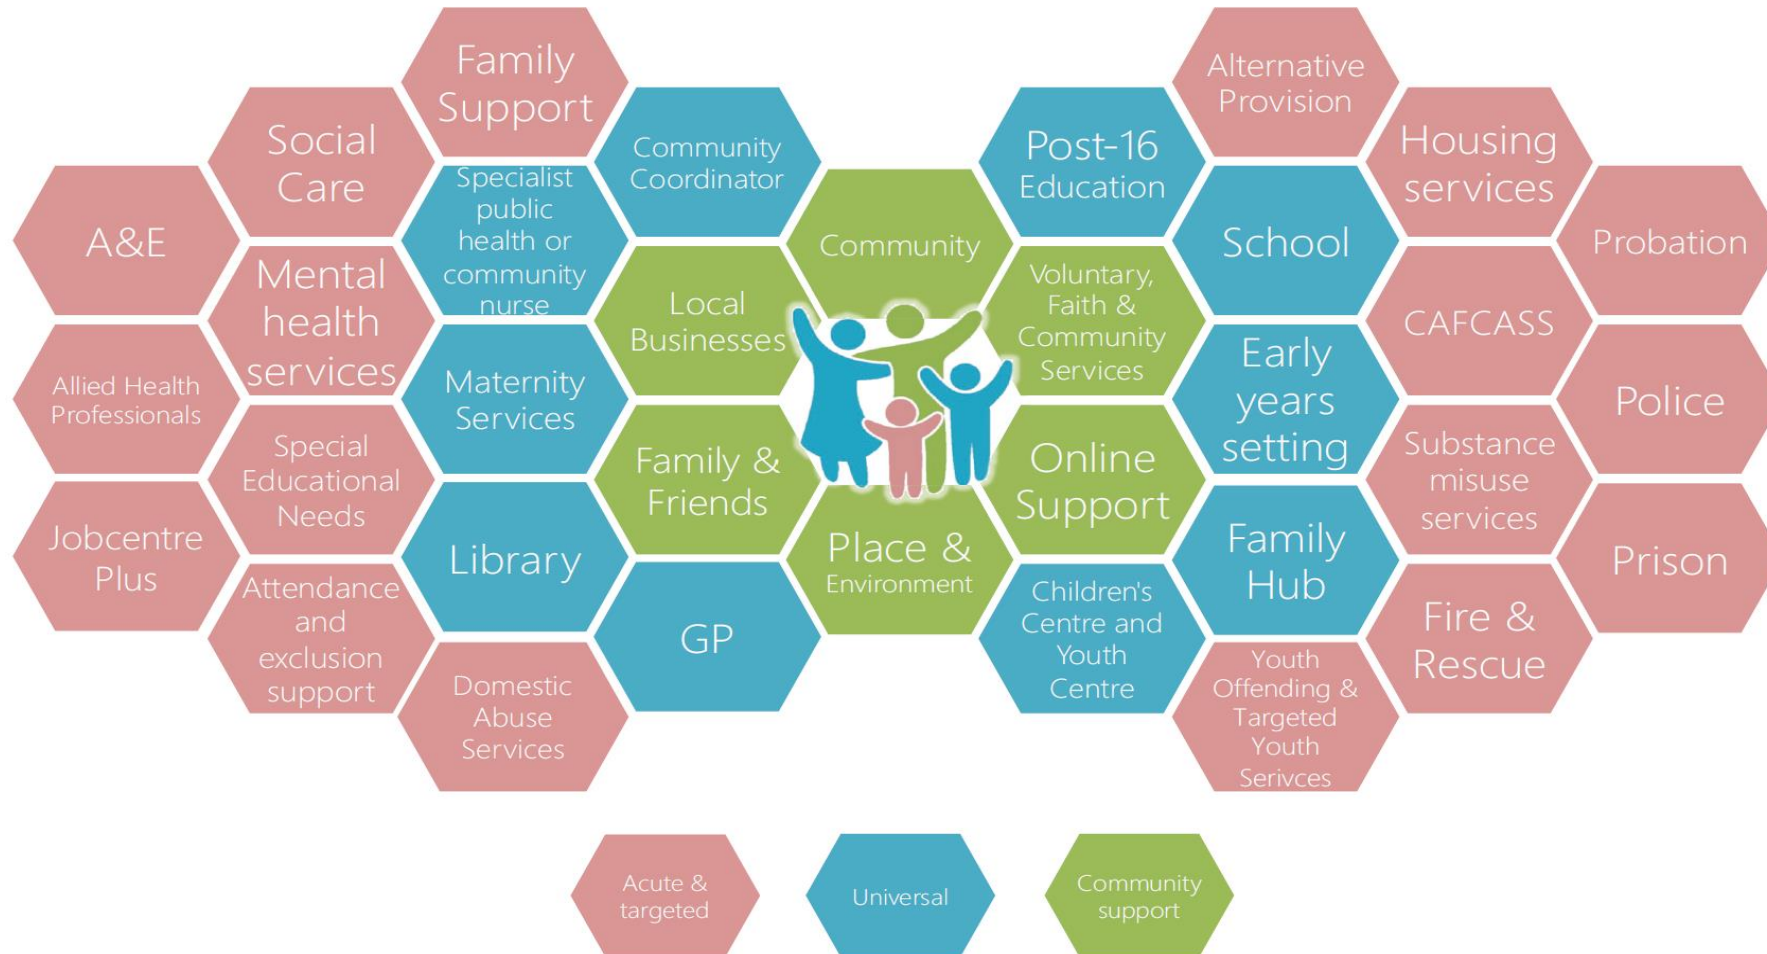 Family
Support
Alternative
Provision
Social
Care
Community
Coordinator
Post-16
Education
Housing
services
A&E
Specialist
public
health or
community
nurse
Community
School
Probation
Mental
health
services
Local
Businesses
Voluntary,
Faith &
Community
Services
CAFCASS
Allied Health
Professionals
Maternity
Services
Early
years
setting
Police
Special
Educational
Needs
Family &
Friends
Online
Support
Substance
misuse
services
Jobcentre
Plus
Library
Place &
Environment
Family
Hub
Prison
Attendance
and
exclusion
support
GP
Children's
Centre and
Youth
Centre
Fire &
Rescue
Domestic
Abuse
Services
Youth
Offending &
Targeted
Youth
Serivces
Acute &
targeted
Universal
Community
support